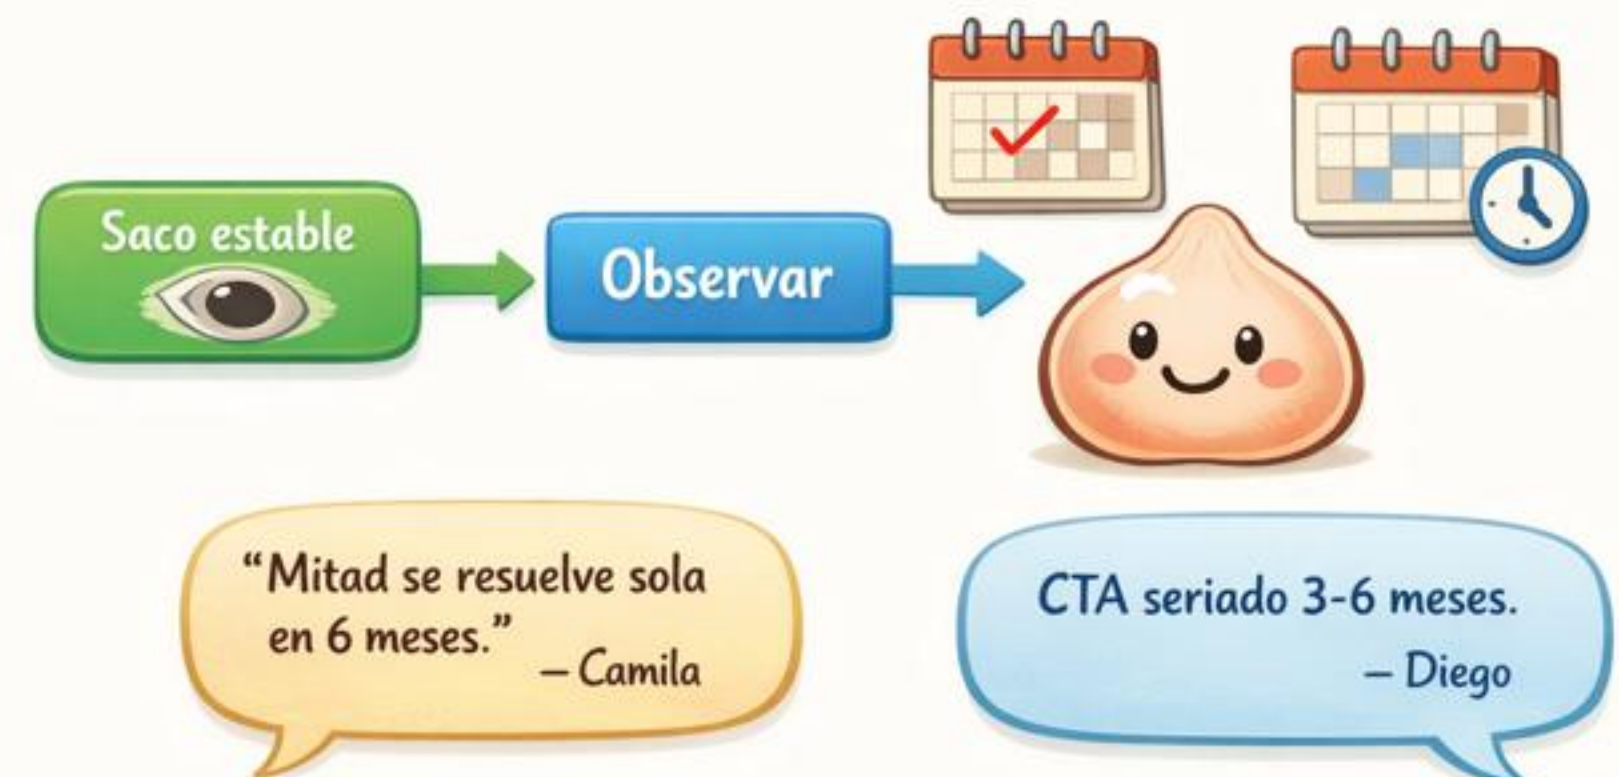 Saco estable
Observar
“Mitad se resuelve sola
en 6 meses.”
– Camila
CTA seriado 3-6 meses.
– Diego